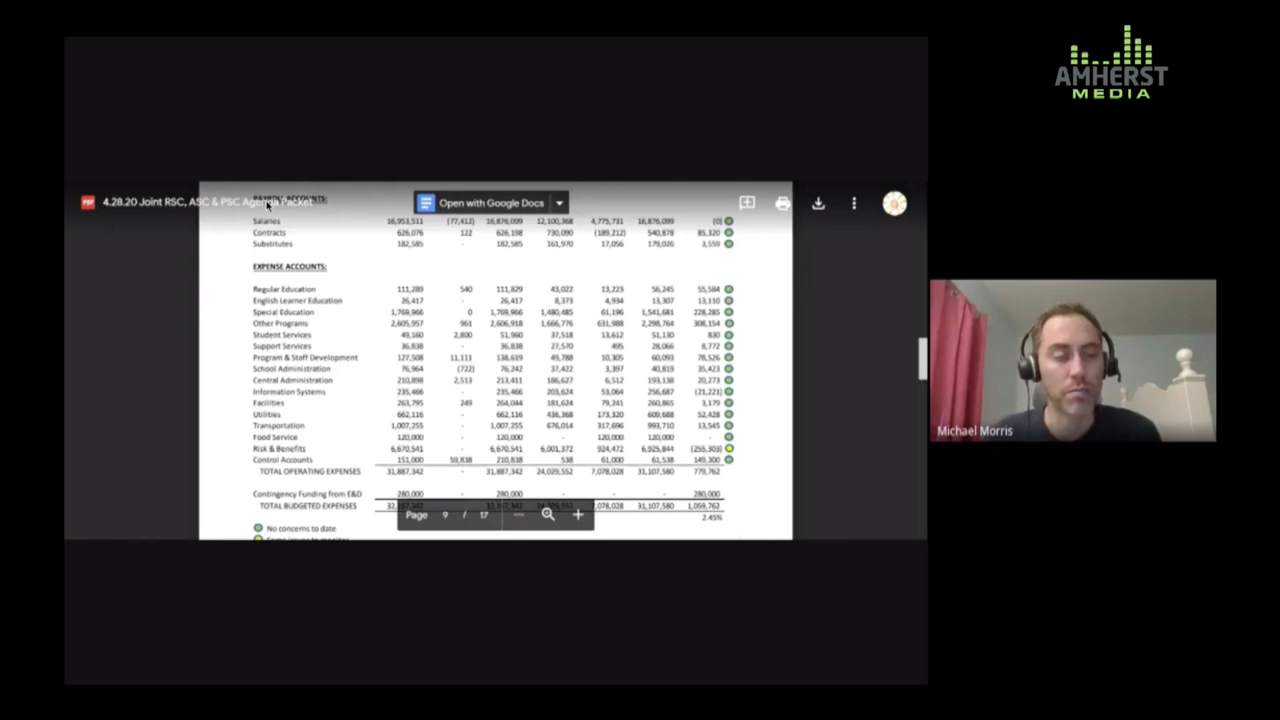 AMHERST
MEDIA
PAYROLL ACCOUNTS:
PDF 4.28.20 Joint RSC, ASC & PSC Agenda Packet
Open with Google Docs
Salaries 16,953,511 (77,412) 16,876,099 12,100,368 4,775,731 16,876,099 (0)
Contracts 626,076 122 626,198 730,090 (189,212) 540,878 85,320
Substitutes 182,585 - 182,585 161,970 17,056 179,026 3,559
EXPENSE ACCOUNTS:
Regular Education 111,289 540 111,829 43,022 13,223 56,245 55,584
English Learner Education 26,417 - 26,417 8,373 4,934 13,307 13,110
Special Education 1,769,966 0 1,769,966 1,480,485 61,196 1,541,681 228,285
Other Programs 2,605,957 961 2,606,918 1,666,776 631,988 2,298,764 308,154
Student Services 49,160 2,800 51,960 37,518 13,612 51,130 830
Support Services 36,838 - 36,838 27,570 495 28,066 8,772
Program & Staff Development 127,508 11,111 138,619 49,788 10,305 60,093 78,526
School Administration 76,964 (722) 76,242 37,422 3,397 40,819 35,423
Central Administration 210,898 2,513 213,411 186,627 6,512 193,138 20,273
Information Systems 235,466 - 235,466 203,624 53,064 256,687 (21,221)
Facilities 263,795 249 264,044 181,624 79,241 260,865 3,179
Utilities 662,116 - 662,116 436,368 173,320 609,688 52,428
Transportation 1,007,255 - 1,007,255 676,014 317,696 993,710 13,545
Food Service 120,000 - 120,000 - 120,000 120,000 -
Risk & Benefits 6,670,541 - 6,670,541 6,001,372 924,472 6,925,844 (255,303)
Control Accounts 151,000 59,838 210,838 538 61,000 61,538 149,300
TOTAL OPERATING EXPENSES 31,887,342 - 31,887,342 24,029,552 7,078,028 31,107,580 779,762
Contingency Funding from E&D 280,000 - 280,000 - - - 280,000
TOTAL BUDGETED EXPENSES 7,078,028 31,107,580 1,059,762
Page 9 / 17
2.45%
No concerns to date
Michael Morris